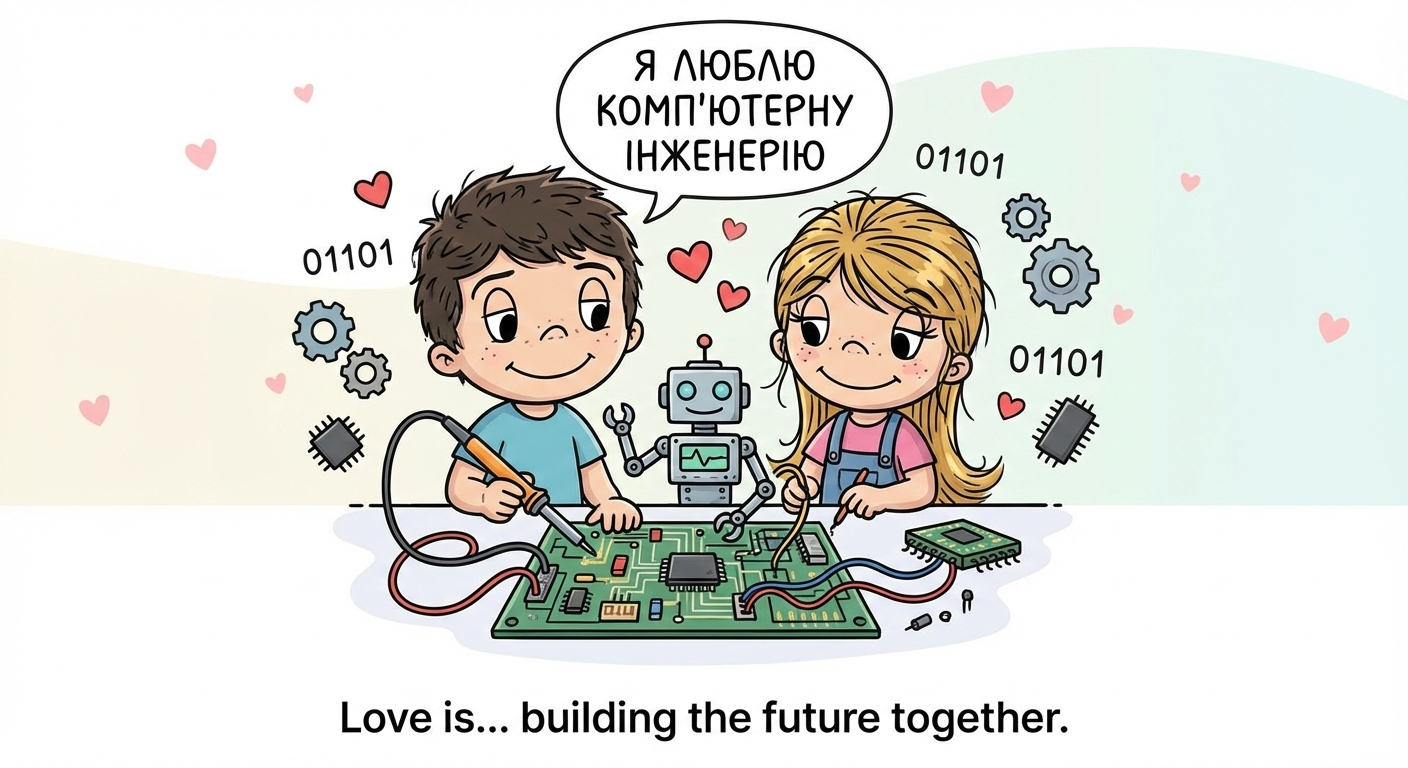 Я ЛЮБЛЮ
КОМП'ЮТЕРНУ
ІНЖЕНЕРІЮ
01101
01101
01101
Love is... building the future together.